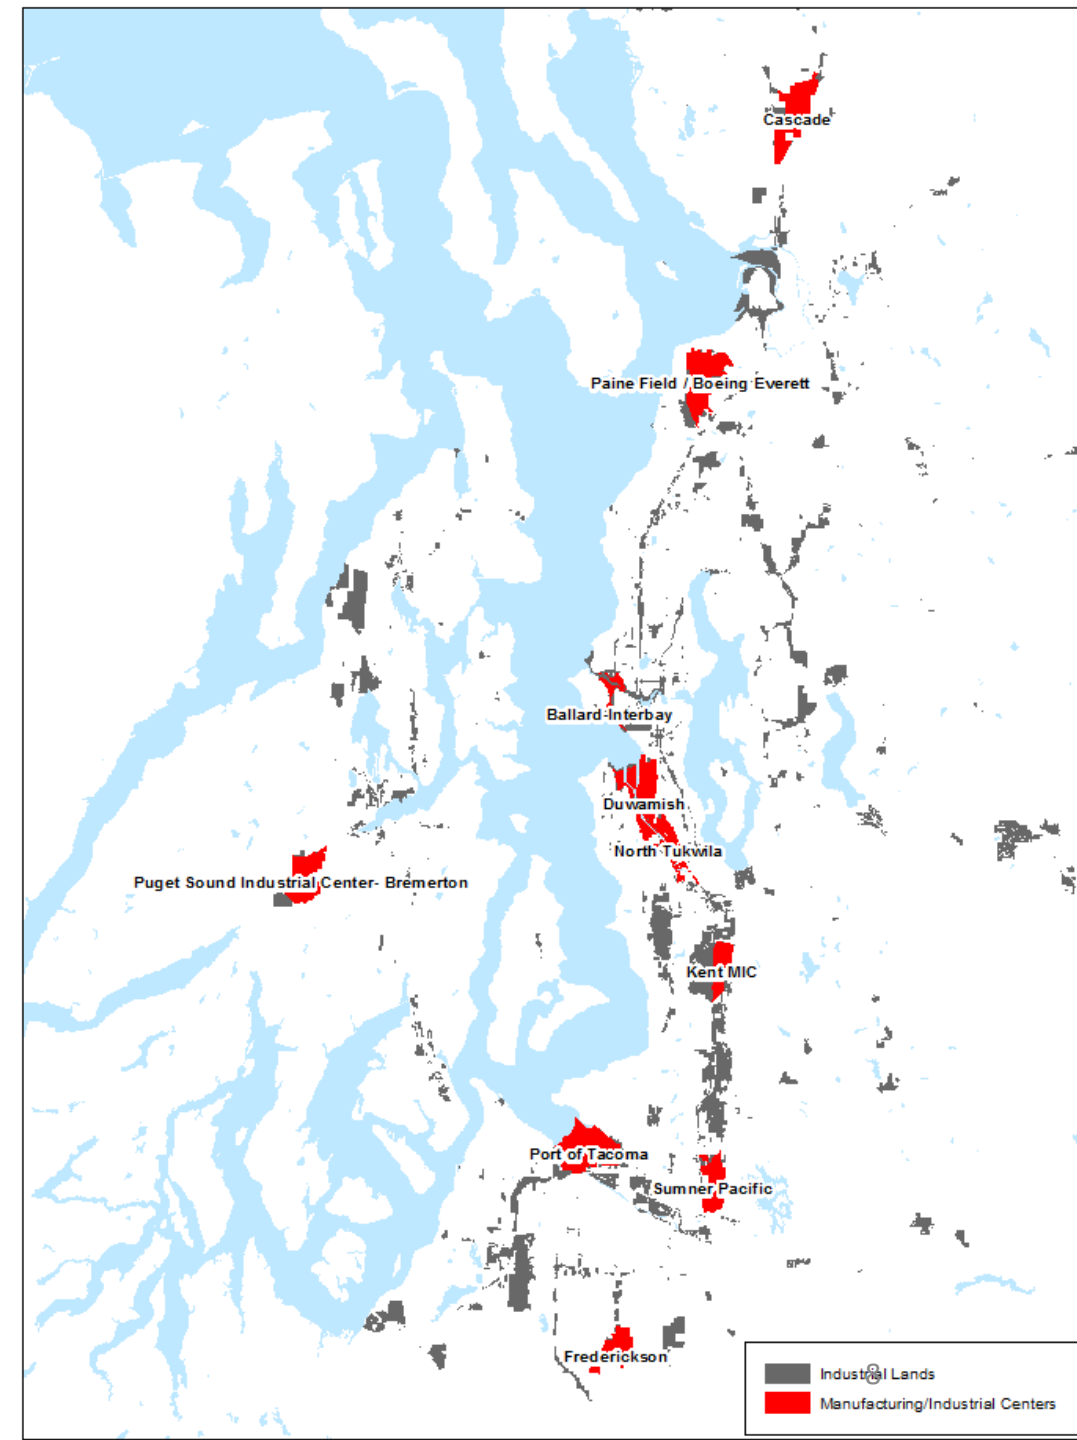 Cascade
Paine Field / Boeing Everett
Ballard-Interbay
Duwamish
North Tukwila
Puget Sound Industrial Center- Bremerton
Kent MIC
Port of Tacoma
Sumner Pacific
Frederickson
Industrial Lands
8
Manufacturing/Industrial Centers